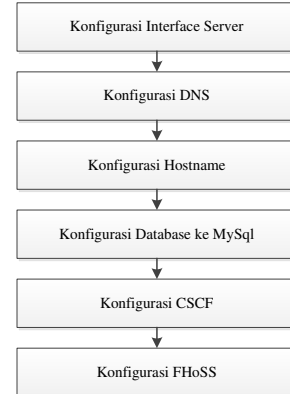 Konfigurasi Interface Server
Konfigurasi DNS
Konfigurasi Hostname
Konfigurasi Database ke MySql
Konfigurasi CSCF
Konfigurasi FHoSS